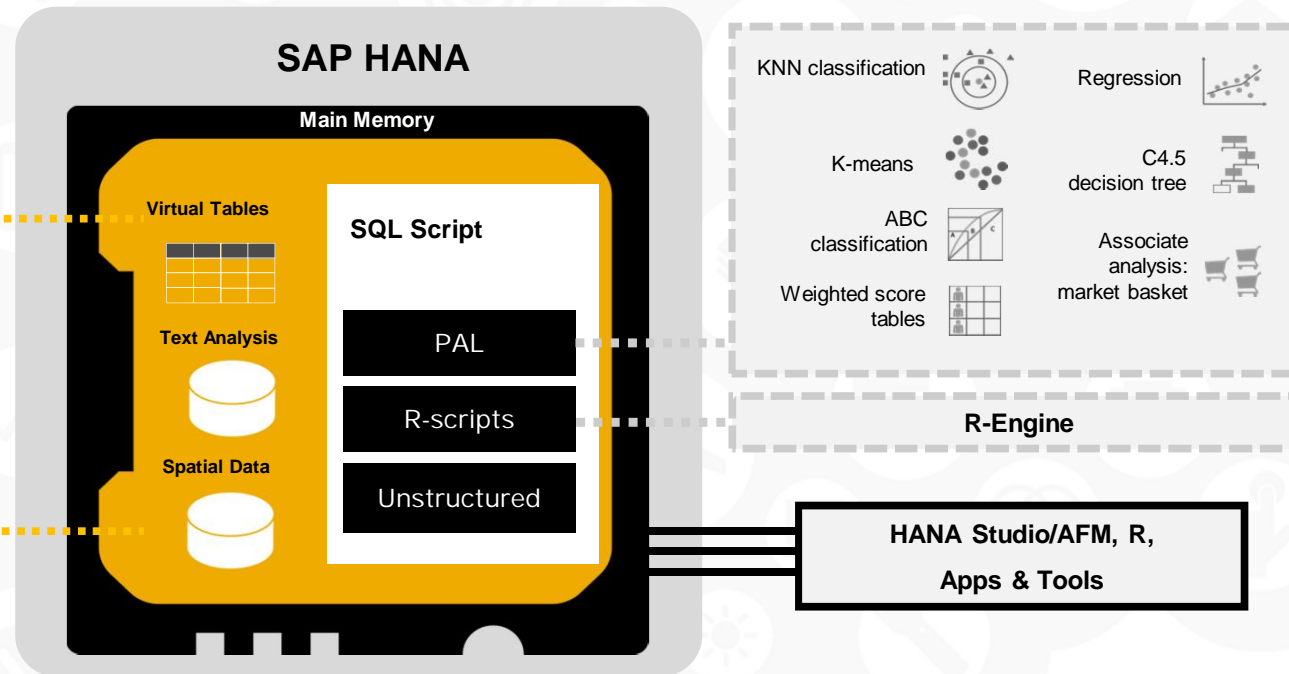 SAP HANA
Main Memory
Virtual Tables
Text Analysis
Spatial Data
SQL Script
PAL
R-scripts
Unstructured
KNN classification
K-means
ABC
classification
A
B
C
Weighted score
tables
Regression
C4.5
decision tree
Associate
analysis:
market basket
R-Engine
HANA Studio/AFM, R,
Apps & Tools